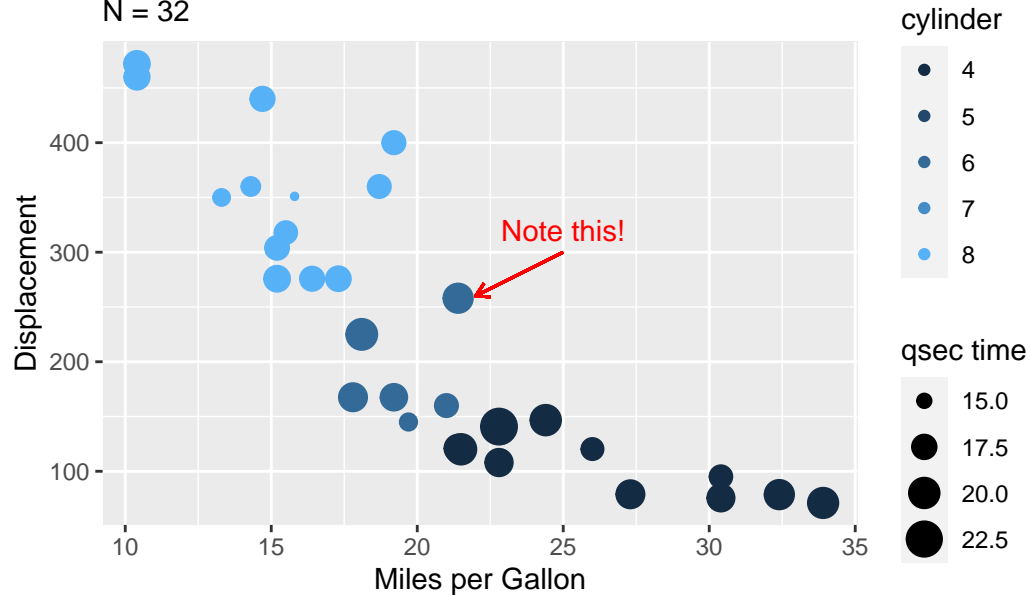 N = 32
cylinder
4
5
6
7
8
qsec time
15.0
17.5
20.0
22.5
Note this!
Displacement
400
300
200
100
10 15 20 25 30 35
Miles per Gallon